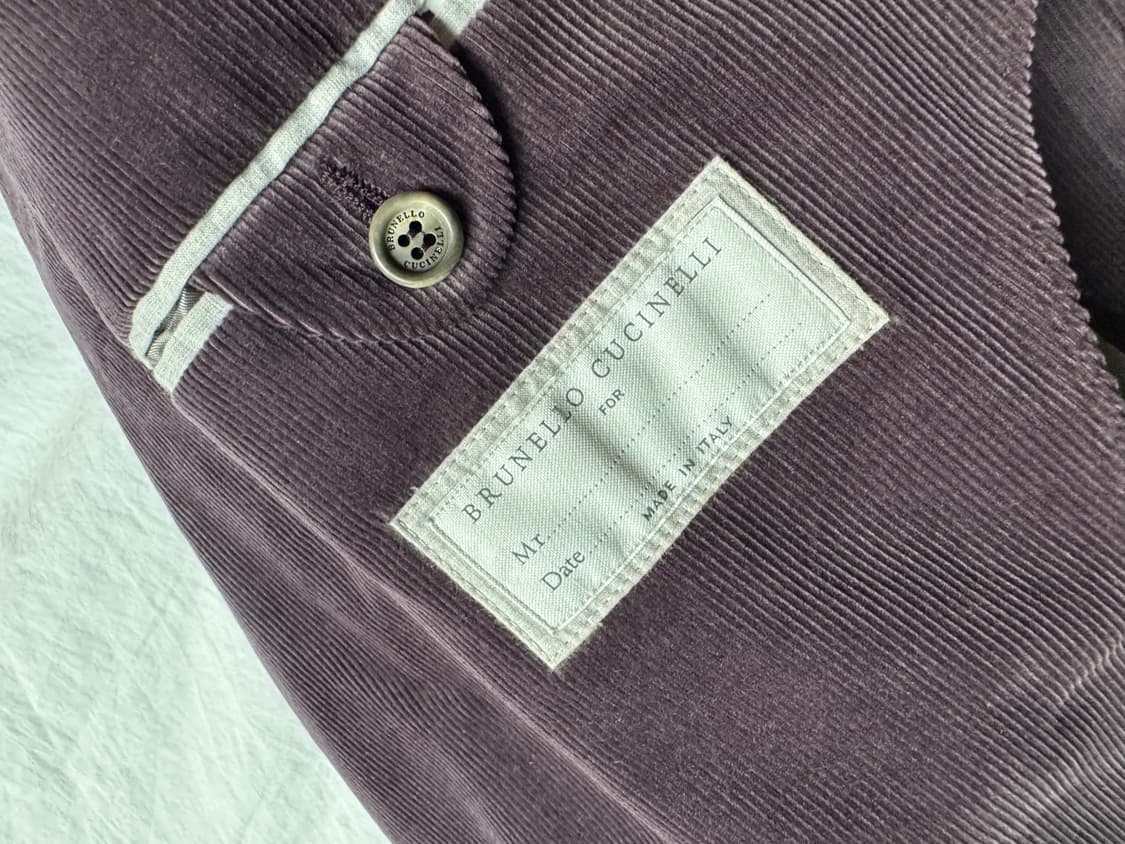 BRUNELLO
CUCINELLI
BRUNELLO CUCINELLI
FOR
Mr.
Date
MADE IN ITALY